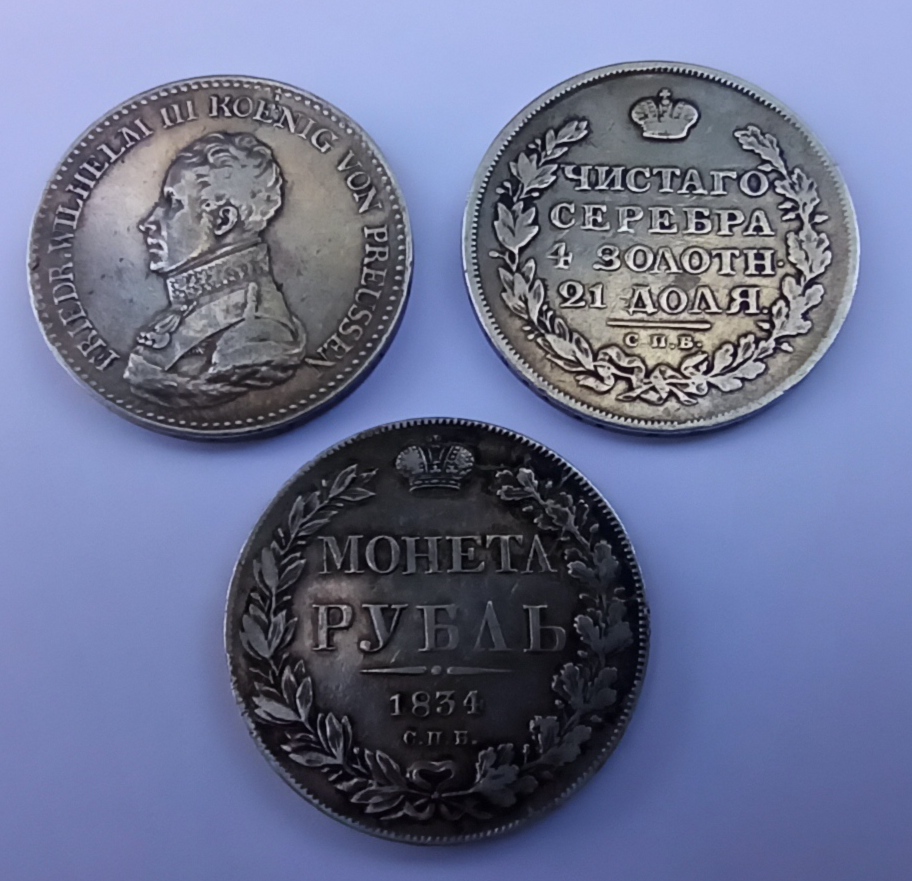 FRIEDR.WILHELM III KOENIG VON PREUSSEN
ЧИСТАГО
СЕРЕБРА
4 ЗОЛОТН.
21 ДОЛЯ.
С.П.Б.
МОНЕТА
РУБЛЬ
1834
С.П.Б.